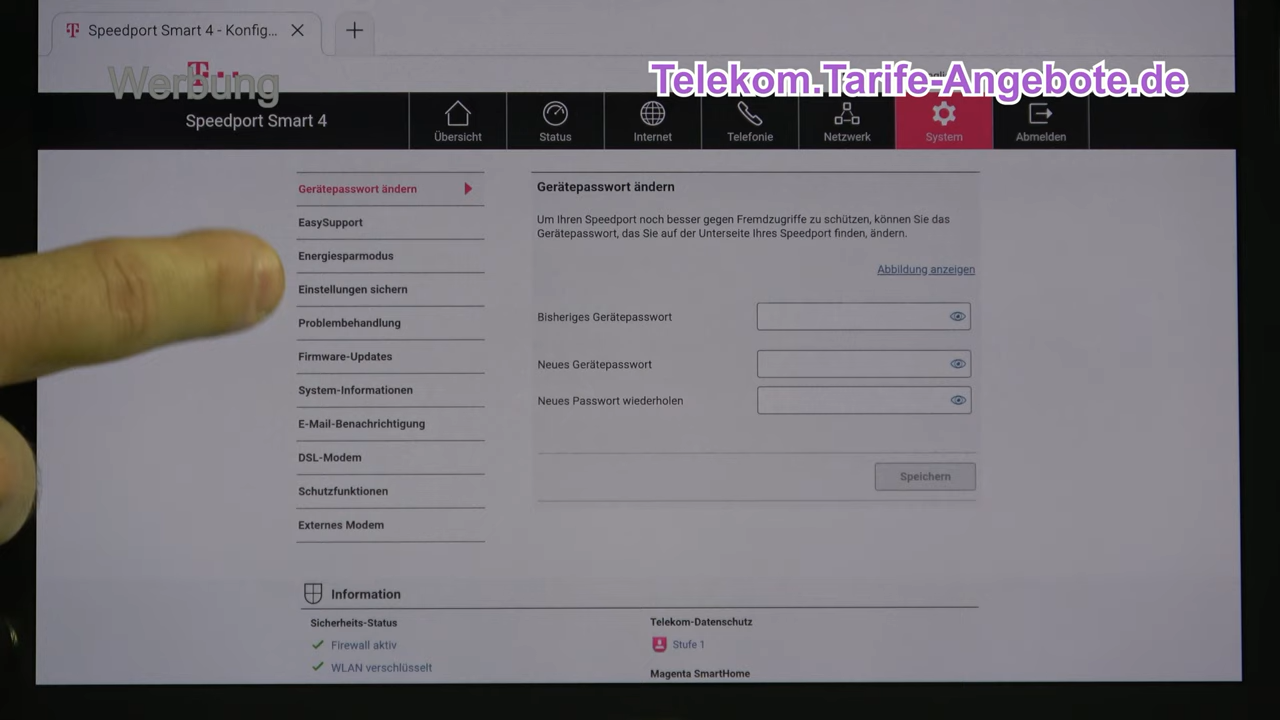 Speedport Smart 4 - Konfig...
Werbung
Telekom.Tarife-Angebote.de
Speedport Smart 4
Übersicht
Status
Internet
Telefonie
Netzwerk
System
Abmelden
Gerätepasswort ändern
EasySupport
Energiesparmodus
Einstellungen sichern
Problembehandlung
Firmware-Updates
System-Informationen
E-Mail-Benachrichtigung
DSL-Modem
Schutzfunktionen
Externes Modem
Gerätepasswort ändern
Um Ihren Speedport noch besser gegen Fremdzugriffe zu schützen, können Sie das
Gerätepasswort, das Sie auf der Unterseite Ihres Speedport finden, ändern.
Abbildung anzeigen
Bisheriges Gerätepasswort
Neues Gerätepasswort
Neues Passwort wiederholen
Speichern
Information
Sicherheits-Status
Firewall aktiv
WLAN verschlüsselt
Telekom-Datenschutz
Stufe 1
Magenta SmartHome